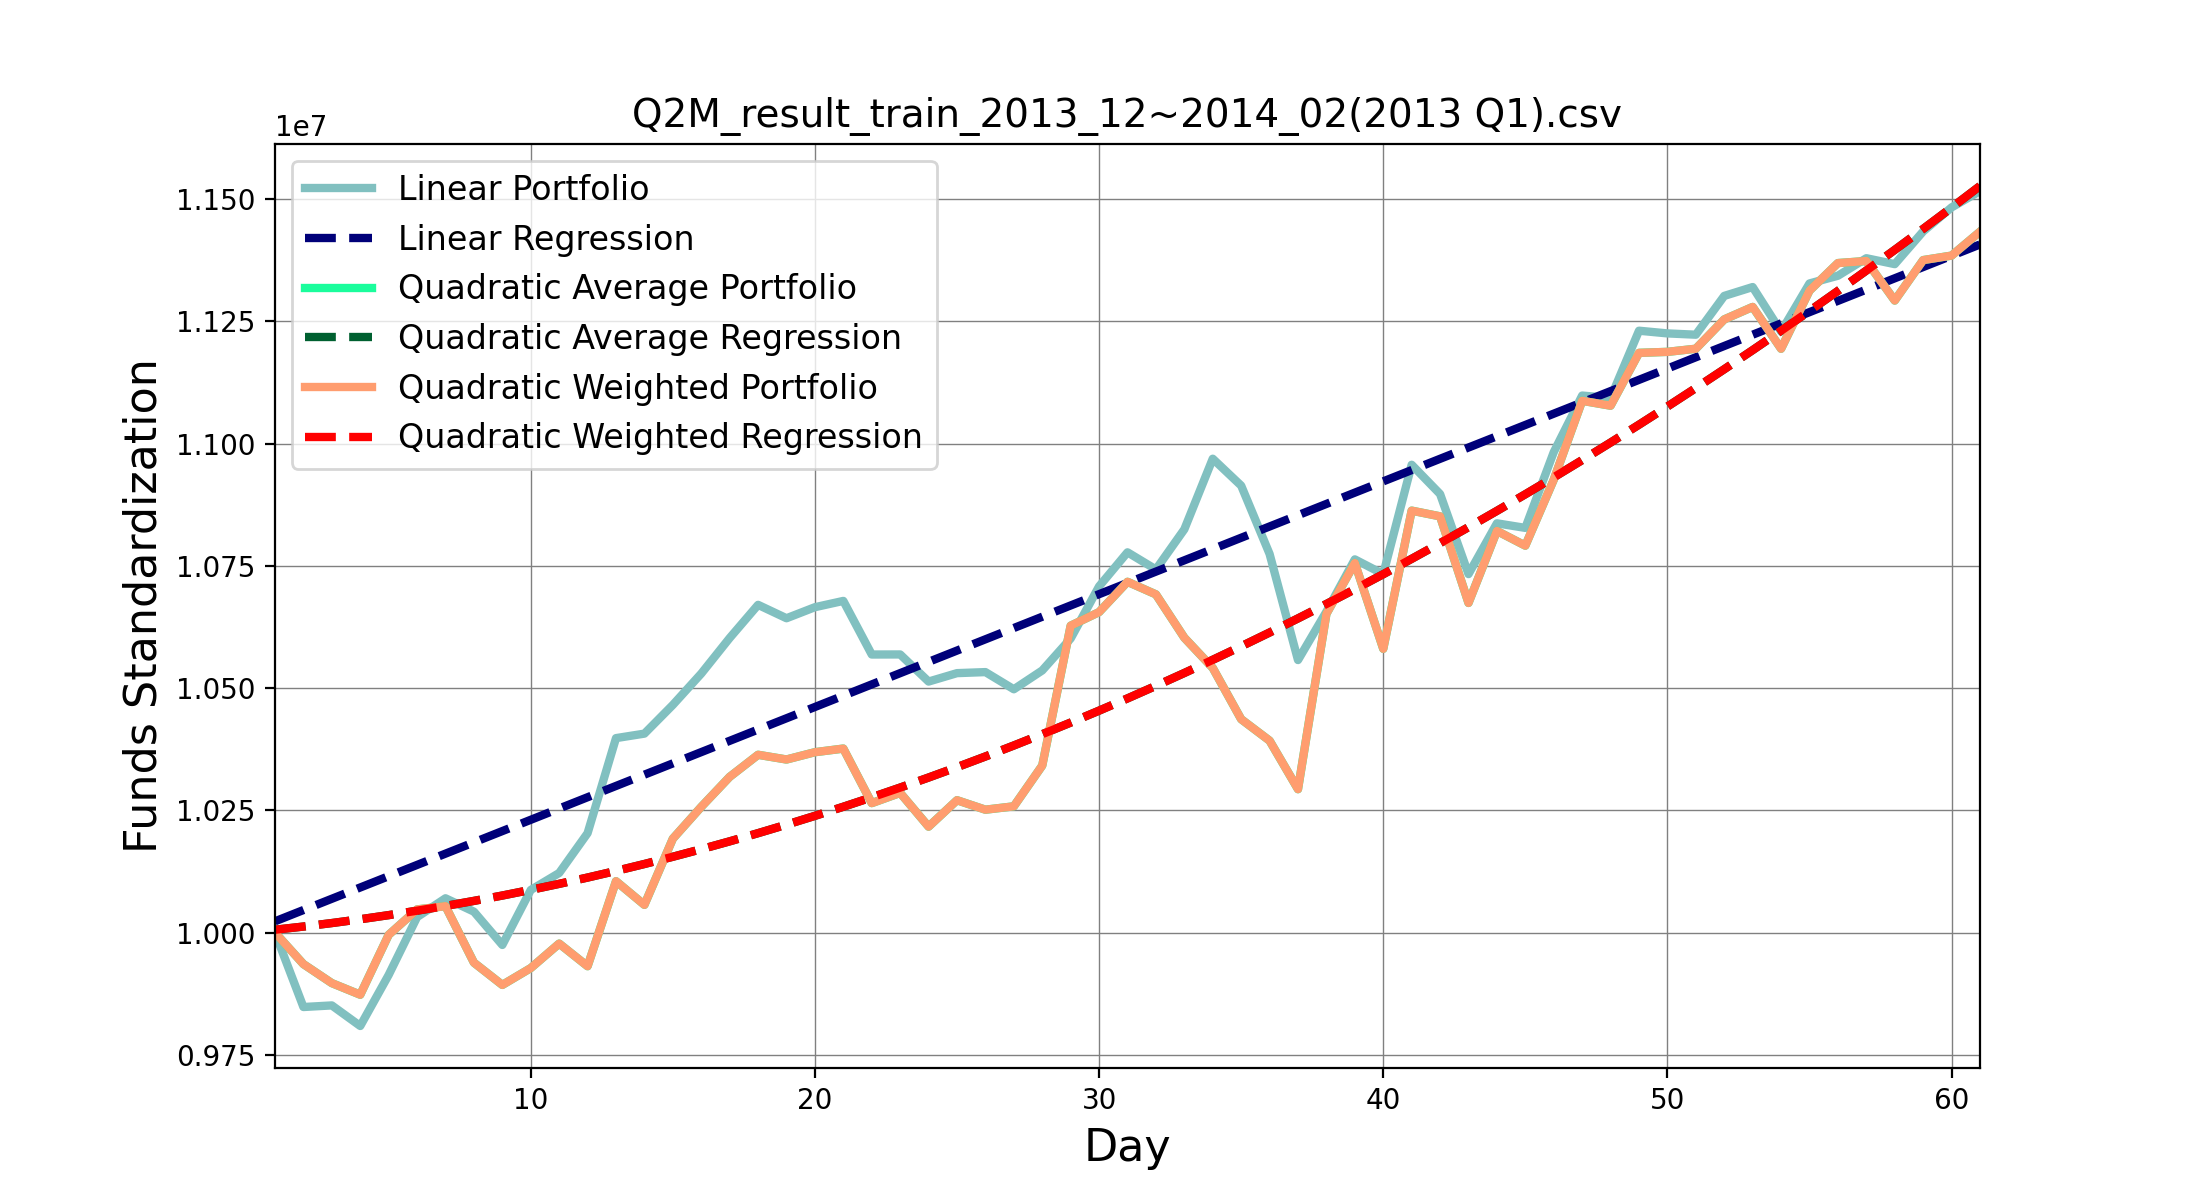 Q2M_result_train_2013_12~2014_02(2013 Q1).csv
1e7
Linear Portfolio
Linear Regression
Quadratic Average Portfolio
Quadratic Average Regression
Quadratic Weighted Portfolio
Quadratic Weighted Regression
Funds Standardization
1.150
1.125
1.100
1.075
1.050
1.025
1.000
0.975
10 20 30 40 50 60
Day